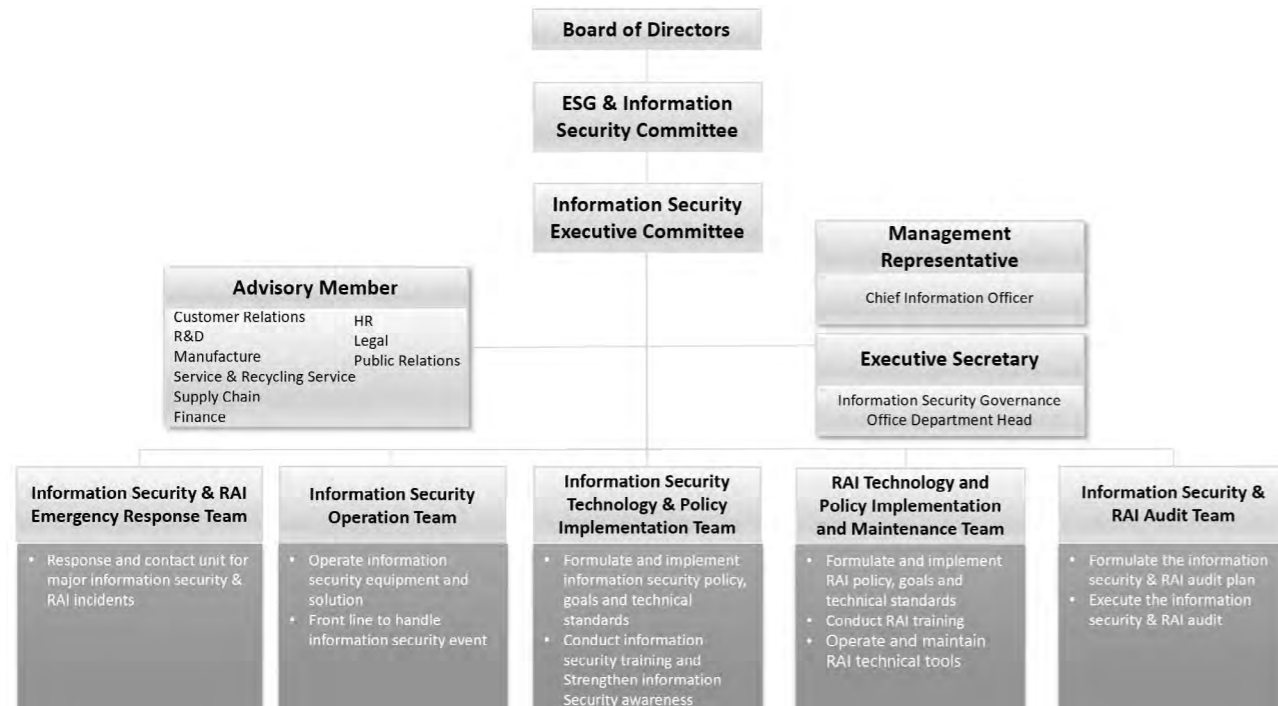 Board of Directors
ESG & Information
Security Committee
Information Security
Executive Committee
Management
Representative
Chief Information Officer
Advisory Member
Customer Relations
R&D
Manufacture
Service & Recycling Service
Supply Chain
Finance
HR
Legal
Public Relations
Executive Secretary
Information Security Governance
Office Department Head
Information Security & RAI
Emergency Response Team
• Response and contact unit for
major information security &
RAI incidents
Information Security
Operation Team
• Operate information
security equipment and
solution
• Front line to handle
information security event
Information Security
Technology & Policy
Implementation Team
• Formulate and implement
information security policy,
goals and technical
standards
• Conduct information
security training and
Strengthen information
Security awareness
RAI Technology and
Policy Implementation
and Maintenance Team
• Formulate and implement
RAI policy, goals and
technical standards
• Conduct RAI training
• Operate and maintain
RAI technical tools
Information Security &
RAI Audit Team
• Formulate the information
security & RAI audit plan
• Execute the information
security & RAI audit